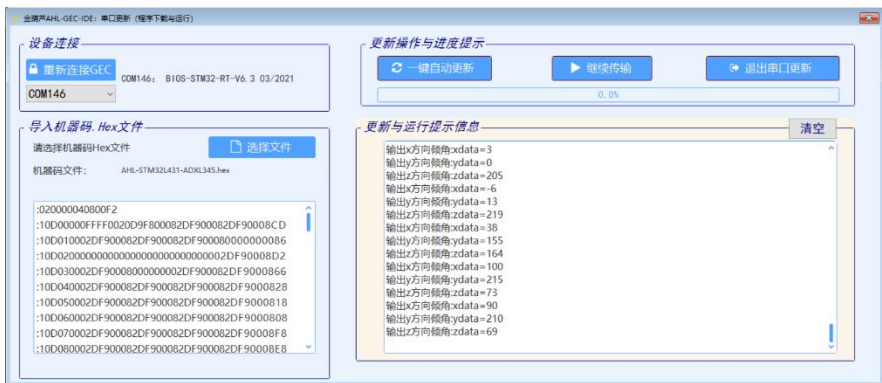 金葫芦AHL-GEC-IDE：串口更新（程序下载与运行）
设备连接
重新连接GEC
COM146： BIOS-STM32-RT-V6.3 03/2021
COM146
更新操作与进度提示
一键自动更新
继续传输
退出串口更新
0.0%
导入机器码.Hex文件
请选择机器码Hex文件
选择文件
机器码文件： AHL-STM32L431-ADXL345.hex
:020000040800F2
:10D00000FFFF0020D9F800082DF900082DF90008CD
:10D010002DF900082DF900082DF900080000000086
:10D020000000000000000000000000002DF90008D2
:10D030002DF90008000000002DF900082DF9000866
:10D040002DF900082DF900082DF900082DF9000828
:10D050002DF900082DF900082DF900082DF9000818
:10D060002DF900082DF900082DF900082DF9000808
:10D070002DF900082DF900082DF900082DF90008F8
:10D080002DF900082DF900082DF900082DF90008E8
更新与运行提示信息
清空
输出x方向倾角:xdata=3
输出y方向倾角:ydata=0
输出z方向倾角:zdata=205
输出x方向倾角:xdata=-6
输出y方向倾角:ydata=13
输出z方向倾角:zdata=219
输出x方向倾角:xdata=38
输出y方向倾角:ydata=155
输出z方向倾角:zdata=164
输出x方向倾角:xdata=100
输出y方向倾角:ydata=215
输出z方向倾角:zdata=73
输出x方向倾角:xdata=90
输出y方向倾角:ydata=210
输出z方向倾角:zdata=69